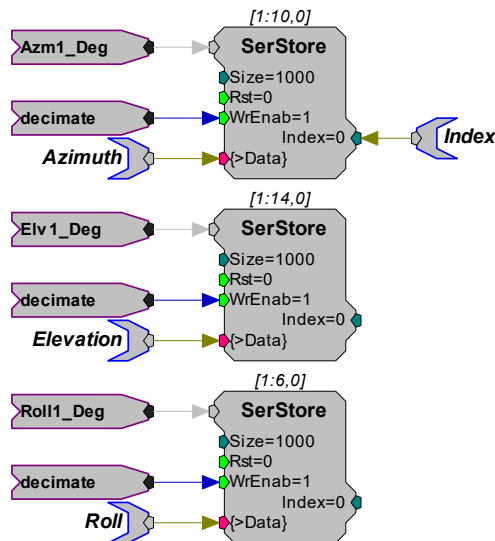 [1:10,0]
Azm1_Deg
SerStore
Size=1000
Rst=0
decimate
WrEnab=1
Index=0
Index
Azimuth
{>Data}
[1:14,0]
Elv1_Deg
SerStore
Size=1000
Rst=0
decimate
WrEnab=1
Index=0
Elevation
{>Data}
[1:6,0]
Roll1_Deg
SerStore
Size=1000
Rst=0
decimate
WrEnab=1
Index=0
Roll
{>Data}